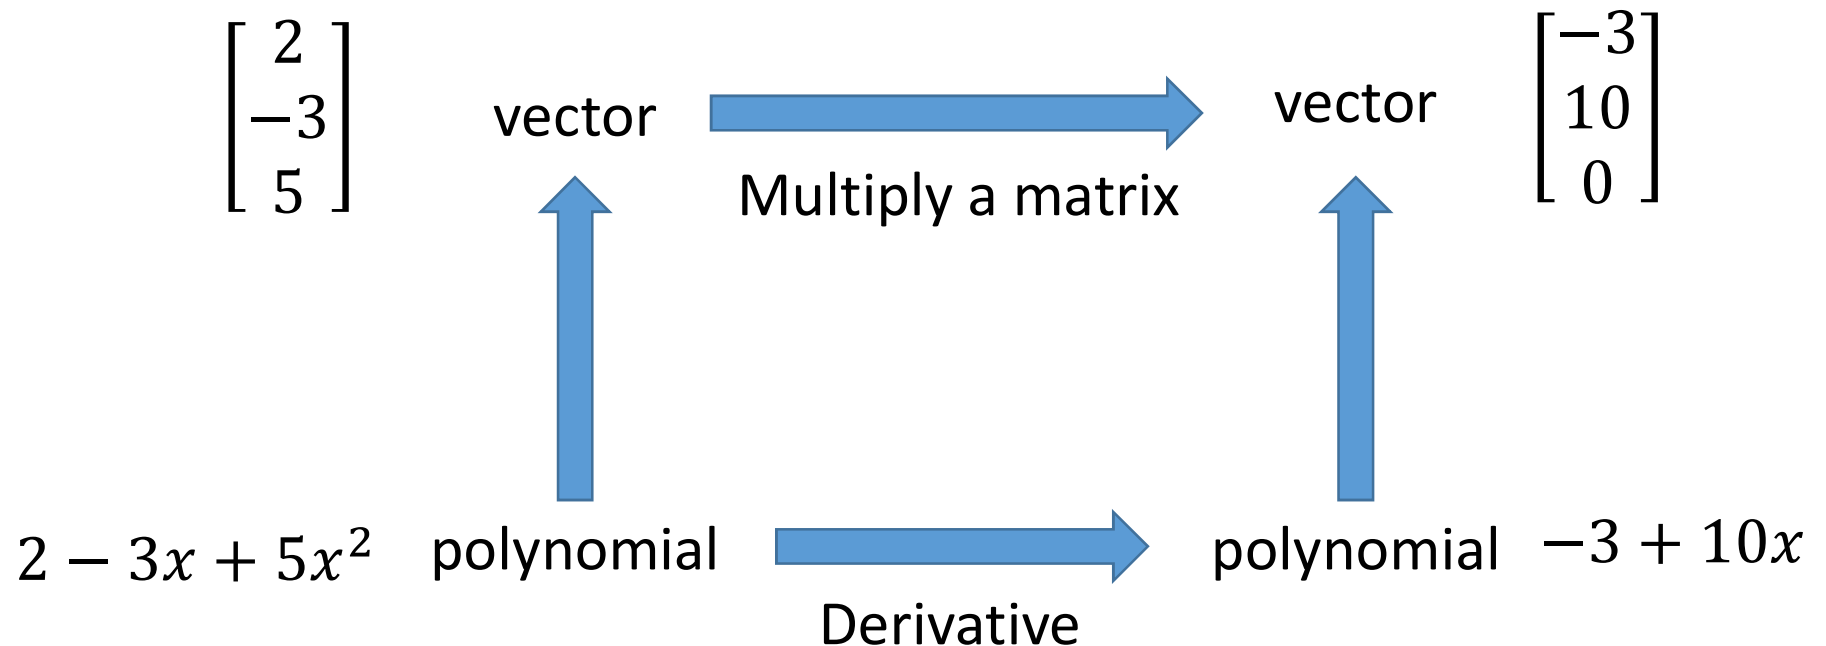 [2 −3 5] vector vector [−3 10 0]
Multiply a matrix
2 − 3x + 5x² polynomial polynomial −3 + 10x
Derivative